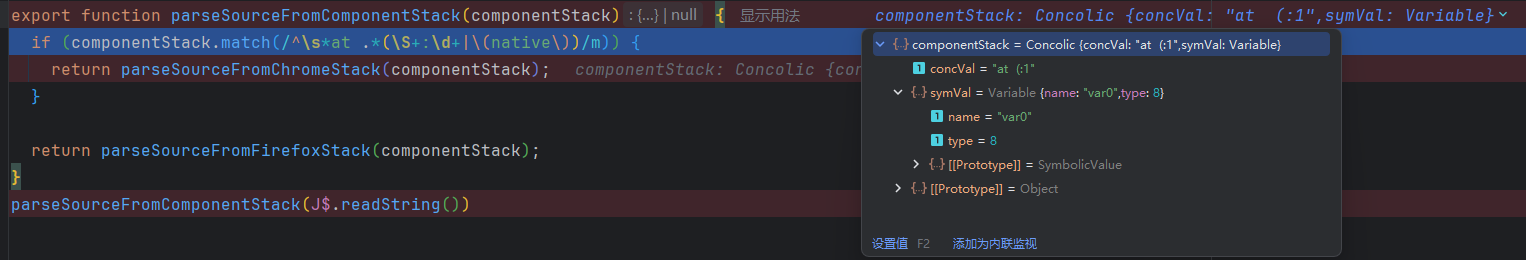 export function parseSourceFromComponentStack(componentStack) : {...} | null { 显示用法 componentStack: Concolic {concVal: "at  (:1",symVal: Variable}
if (componentStack.match(/^\s*at .*(\S+:\d+|\(native\))/m)) {
return parseSourceFromChromeStack(componentStack); componentStack: Concolic {con
}
return parseSourceFromFirefoxStack(componentStack);
}
parseSourceFromComponentStack(J$.readString())
{...} componentStack = Concolic {concVal: "at  (:1",symVal: Variable}
1 concVal = "at  (:1"
{...} symVal = Variable {name: "var0",type: 8}
1 name = "var0"
1 type = 8
{...} [[Prototype]] = SymbolicValue
{...} [[Prototype]] = Object
设置值 F2 添加为内联监视